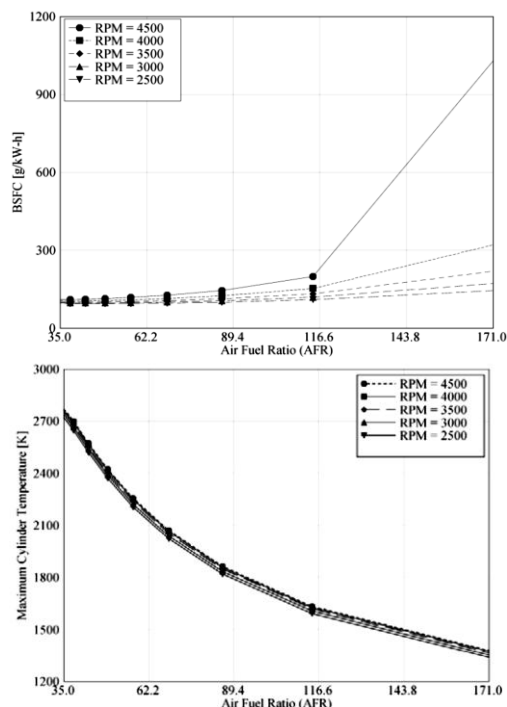 1200
900
600
300
0
BSFC [g/kW-h]
RPM = 4500
RPM = 4000
RPM = 3500
RPM = 3000
RPM = 2500
35.0 62.2 89.4 116.6 143.8 171.0
Air Fuel Ratio (AFR)
3000
2700
2400
2100
1800
1500
1200
Maximum Cylinder Temperature [K]
RPM = 4500
RPM = 4000
RPM = 3500
RPM = 3000
RPM = 2500
35.0 62.2 89.4 116.6 143.8 171.0
Air Fuel Ratio (AFR)